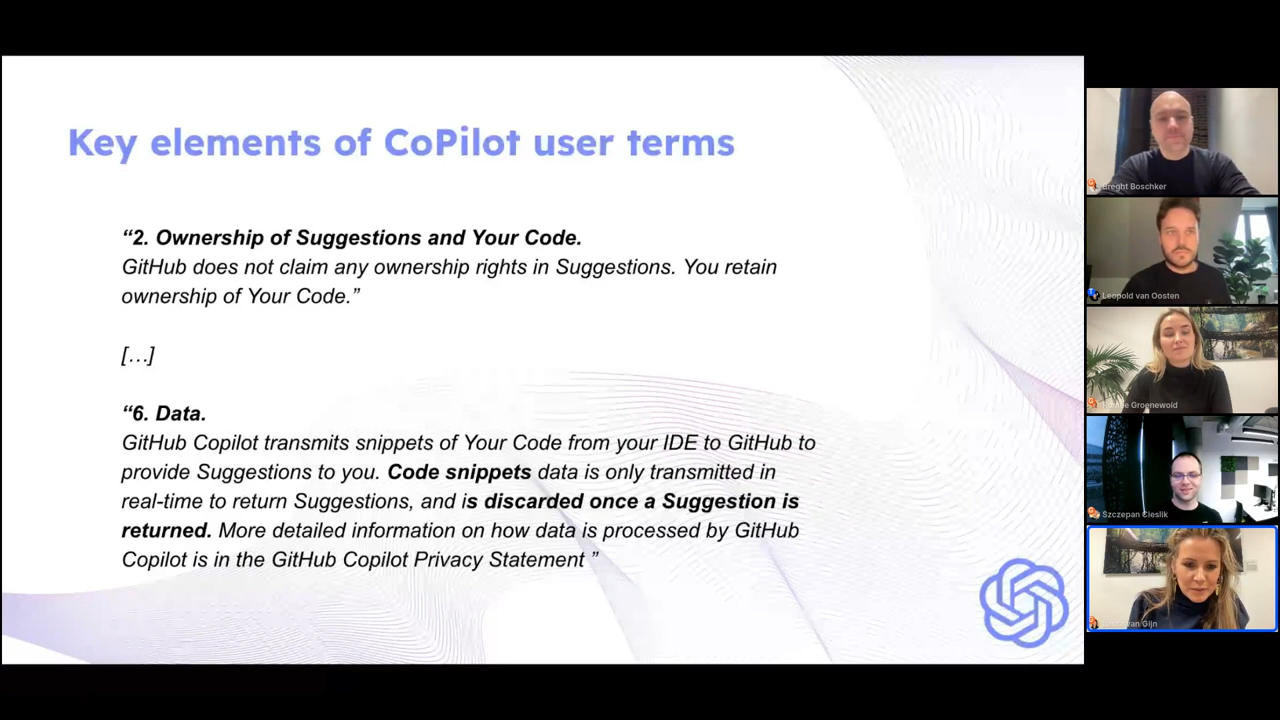 Key elements of CoPilot user terms
“2. Ownership of Suggestions and Your Code.
GitHub does not claim any ownership rights in Suggestions. You retain
ownership of Your Code.”
[…]
“6. Data.
GitHub Copilot transmits snippets of Your Code from your IDE to GitHub to
provide Suggestions to you. Code snippets data is only transmitted in
real-time to return Suggestions, and is discarded once a Suggestion is
returned. More detailed information on how data is processed by GitHub
Copilot is in the GitHub Copilot Privacy Statement ”
Breght Boschker
Leopold van Oosten
Groenewold
Szczepan Cieslik
van Gijn